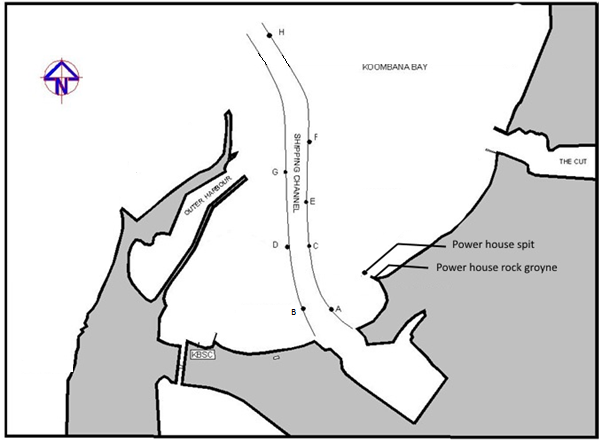 H
KOOMBANA BAY
N
F
SHIPPING CHANNEL
THE CUT
G
OUTER HARBOUR
E
Power house spit
D
C
Power house rock groyne
B
A
KBSC